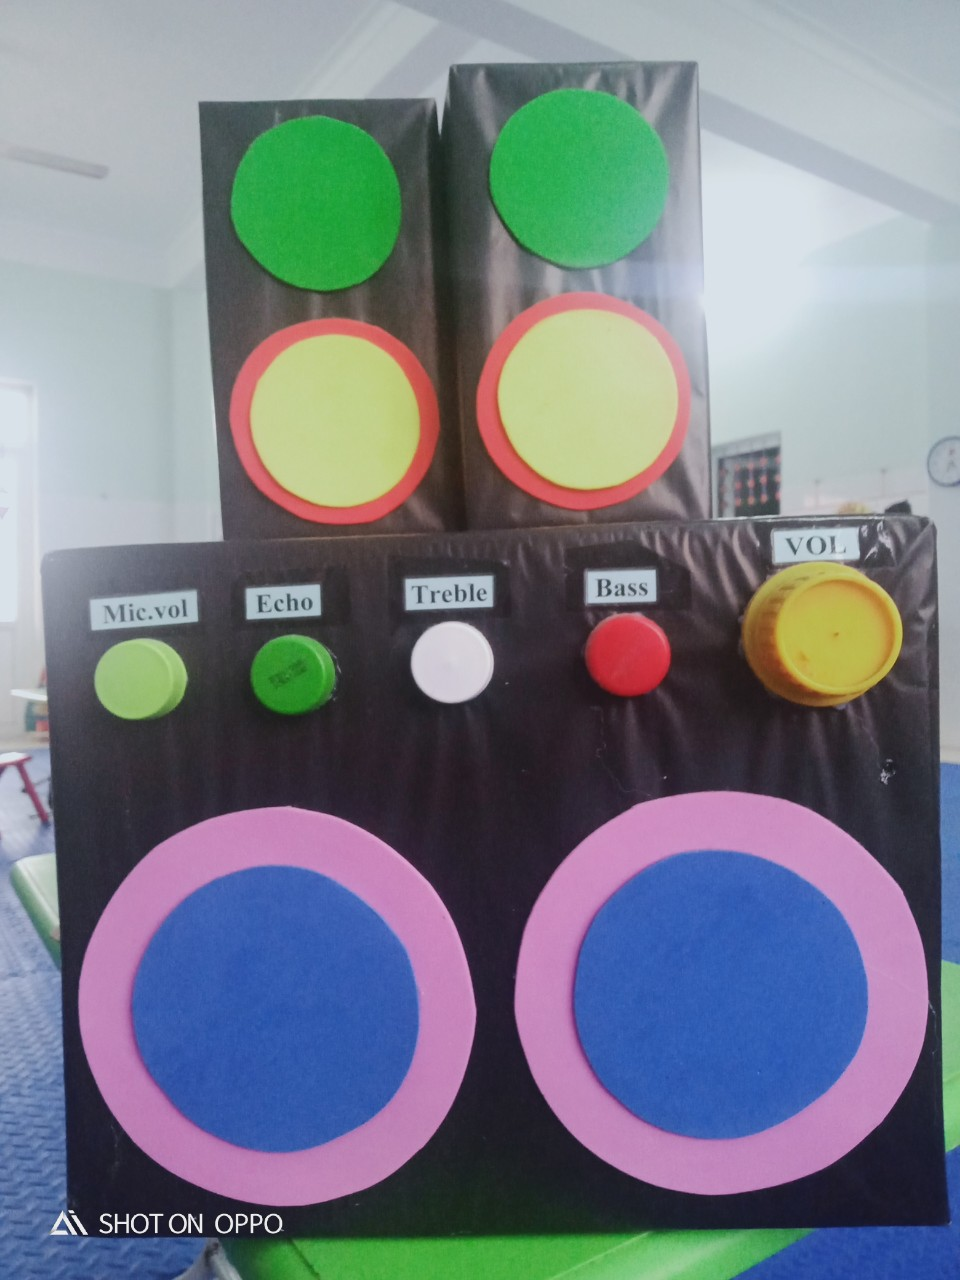 VOL
Mic.vol
Echo
Treble
Bass
SHOT ON OPPO